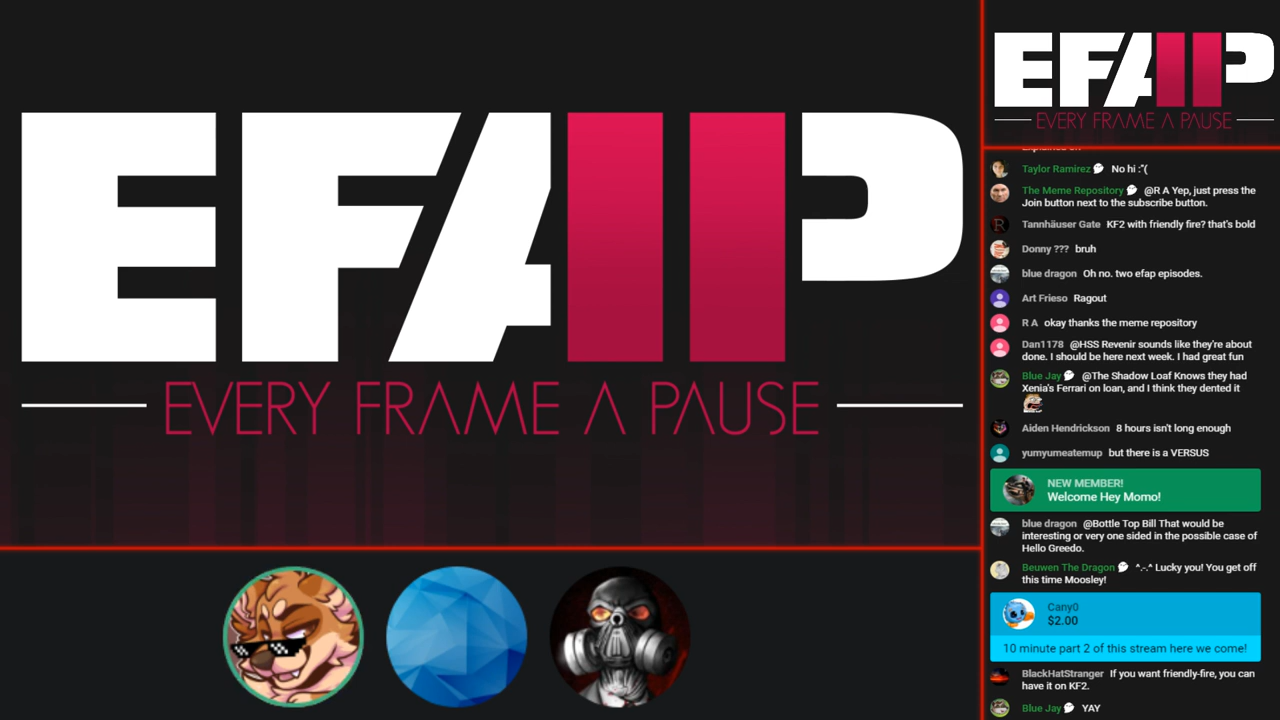 EFAP
EVERY FRAME A PAUSE
EFAP
EVERY FRAME A PAUSE
Taylor Ramirez No hi :"(
The Meme Repository @R A Yep, just press the
Join button next to the subscribe button.
Tannhäuser Gate KF2 with friendly fire? that's bold
Donny ??? bruh
blue dragon Oh no. two efap episodes.
Art Frieso Ragout
R A okay thanks the meme repository
Dan1178 @HSS Revenir sounds like they're about
done. I should be here next week. I had great fun
Blue Jay @The Shadow Loaf Knows they had
Xenia's Ferrari on loan, and I think they dented it
Aiden Hendrickson 8 hours isn't long enough
yumyumeatemup but there is a VERSUS
NEW MEMBER!
Welcome Hey Momo!
blue dragon @Bottle Top Bill That would be
interesting or very one sided in the possible case of
Hello Greedo.
Beuwen The Dragon ^.-.^ Lucky you! You get off
this time Moosley!
Cany0
$2.00
10 minute part 2 of this stream here we come!
BlackHatStranger If you want friendly-fire, you can
have it on KF2.
Blue Jay YAY